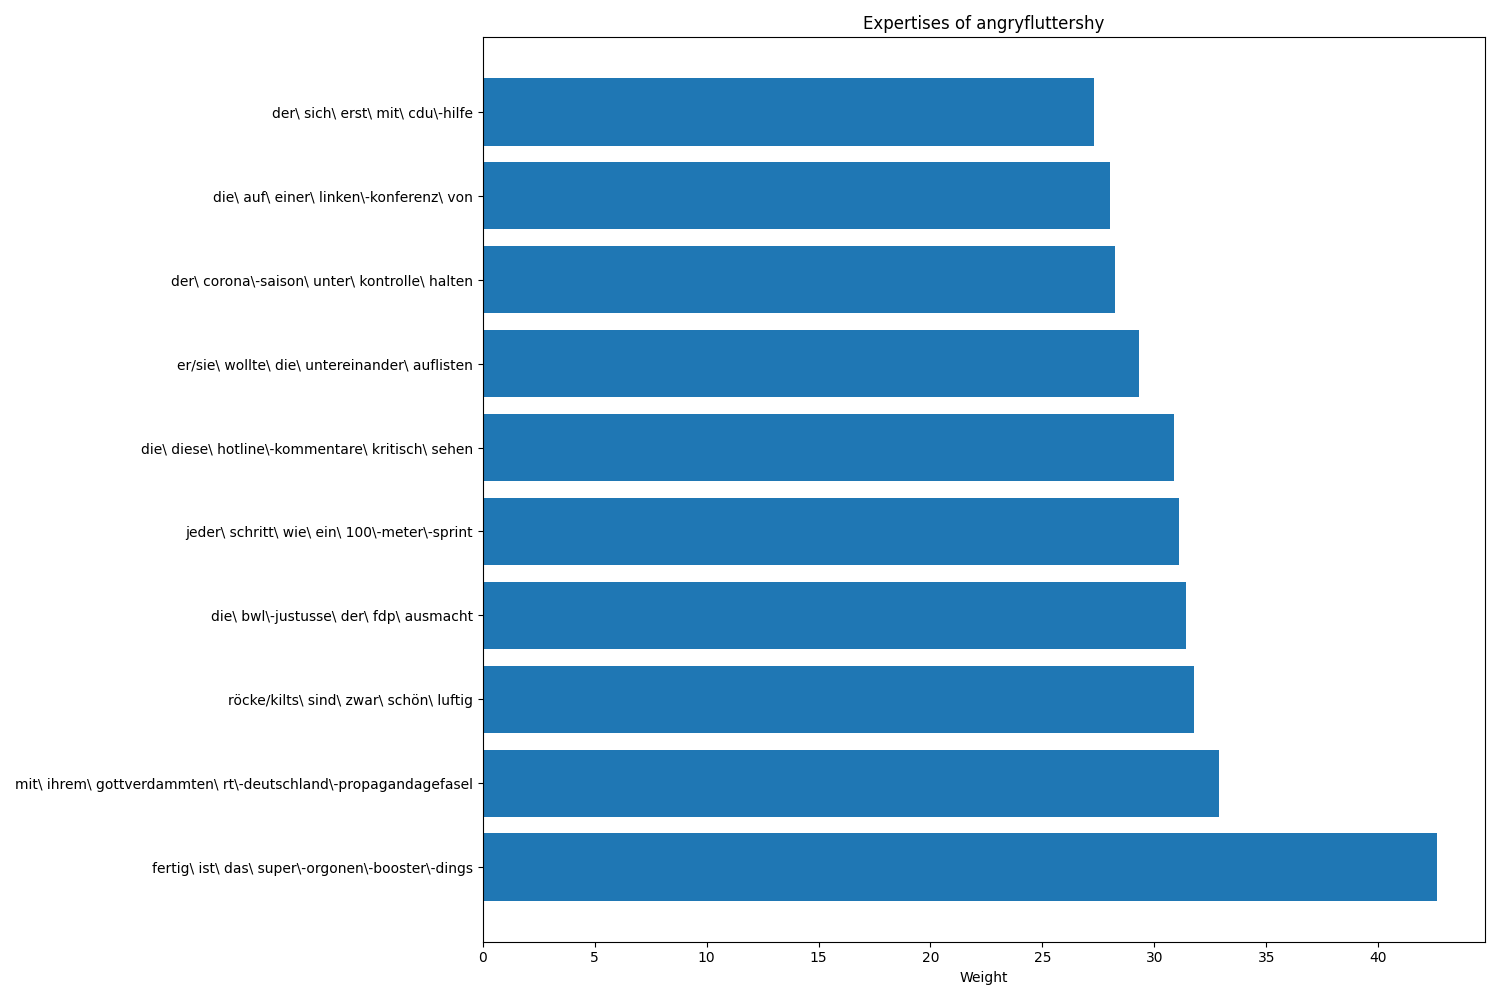 Expertises of angryfluttershy
der\ sich\ erst\ mit\ cdu\-hilfe
die\ auf\ einer\ linken\-konferenz\ von
der\ corona\-saison\ unter\ kontrolle\ halten
er/sie\ wollte\ die\ untereinander\ auflisten
die\ diese\ hotline\-kommentare\ kritisch\ sehen
jeder\ schritt\ wie\ ein\ 100\-meter\-sprint
die\ bwl\-justusse\ der\ fdp\ ausmacht
röcke/kilts\ sind\ zwar\ schön\ luftig
mit\ ihrem\ gottverdammten\ rt\-deutschland\-propagandagefasel
fertig\ ist\ das\ super\-orgonen\-booster\-dings
0 5 10 15 20 25 30 35 40
Weight